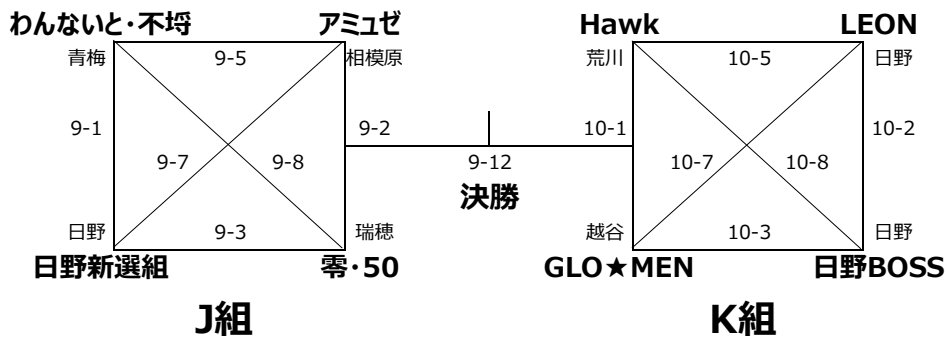 わんないと・不埒 アミュゼ Hawk LEON
青梅 9-5 相模原 荒川 10-5 日野
9-1 9-2 10-1 10-2
9-7 9-8 9-12 10-7 10-8
決勝
日野 9-3 瑞穂 越谷 10-3 日野
日野新選組 零・50 GLO★MEN 日野BOSS
J組 K組